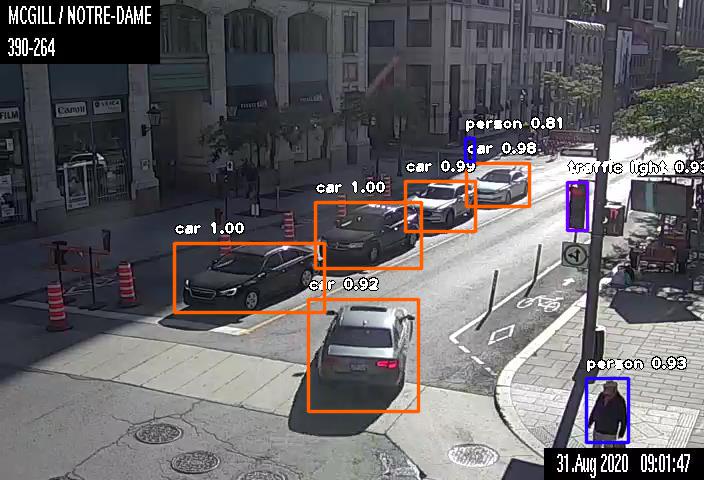 MCGILL / NOTRE-DAME
390-264
person 0.81
car 0.98
car 0.99
traffic light 0.93
car 1.00
car 1.00
car 0.92
person 0.93
FILM
Canon
31.Aug 2020 09:01:47